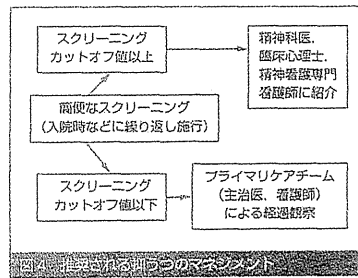 スクリーニング
カットオフ値以上
精神科医、
臨床心理士、
精神看護専門
看護師に紹介
簡便なスクリーニング
(入院時などに繰り返し施行)
スクリーニング
カットオフ値以下
プライマリケアチーム
(主治医、看護師)
による経過観察
図4 推奨される抑うつのマネジメント